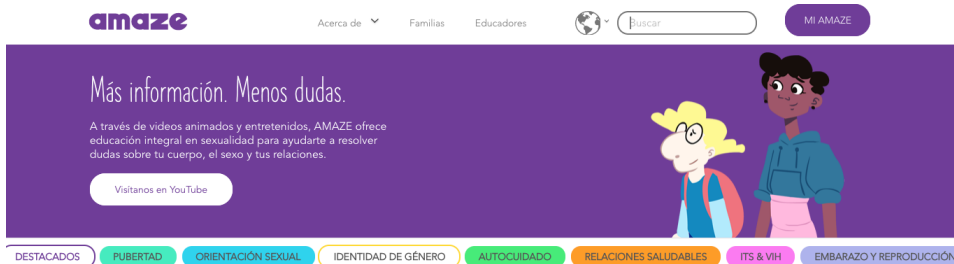 amaze
Acerca de
Familias
Educadores
Buscar
MI AMAZE
Más información. Menos dudas.
A través de videos animados y entretenidos, AMAZE ofrece
educación integral en sexualidad para ayudarte a resolver
dudas sobre tu cuerpo, el sexo y tus relaciones.
Visítanos en YouTube
DESTACADOS
PUBERTAD
ORIENTACIÓN SEXUAL
IDENTIDAD DE GÉNERO
AUTOCUIDADO
RELACIONES SALUDABLES
ITS & VIH
EMBARAZO Y REPRODUCCIÓN